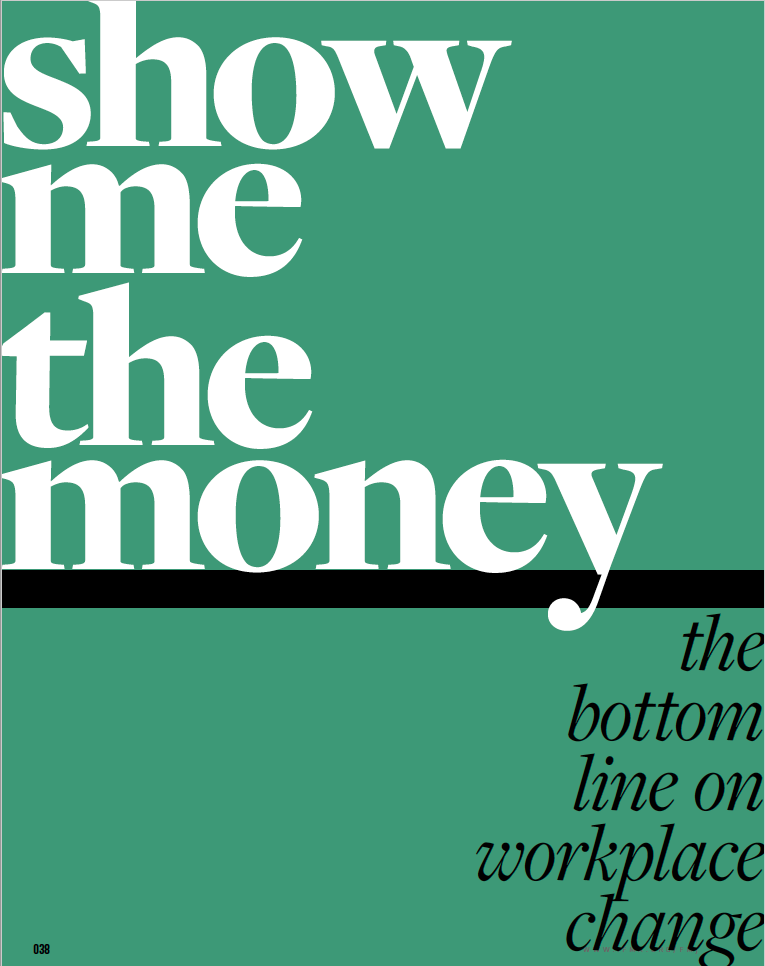 show
me
the
money
the
bottom
line on
workplace
change
038